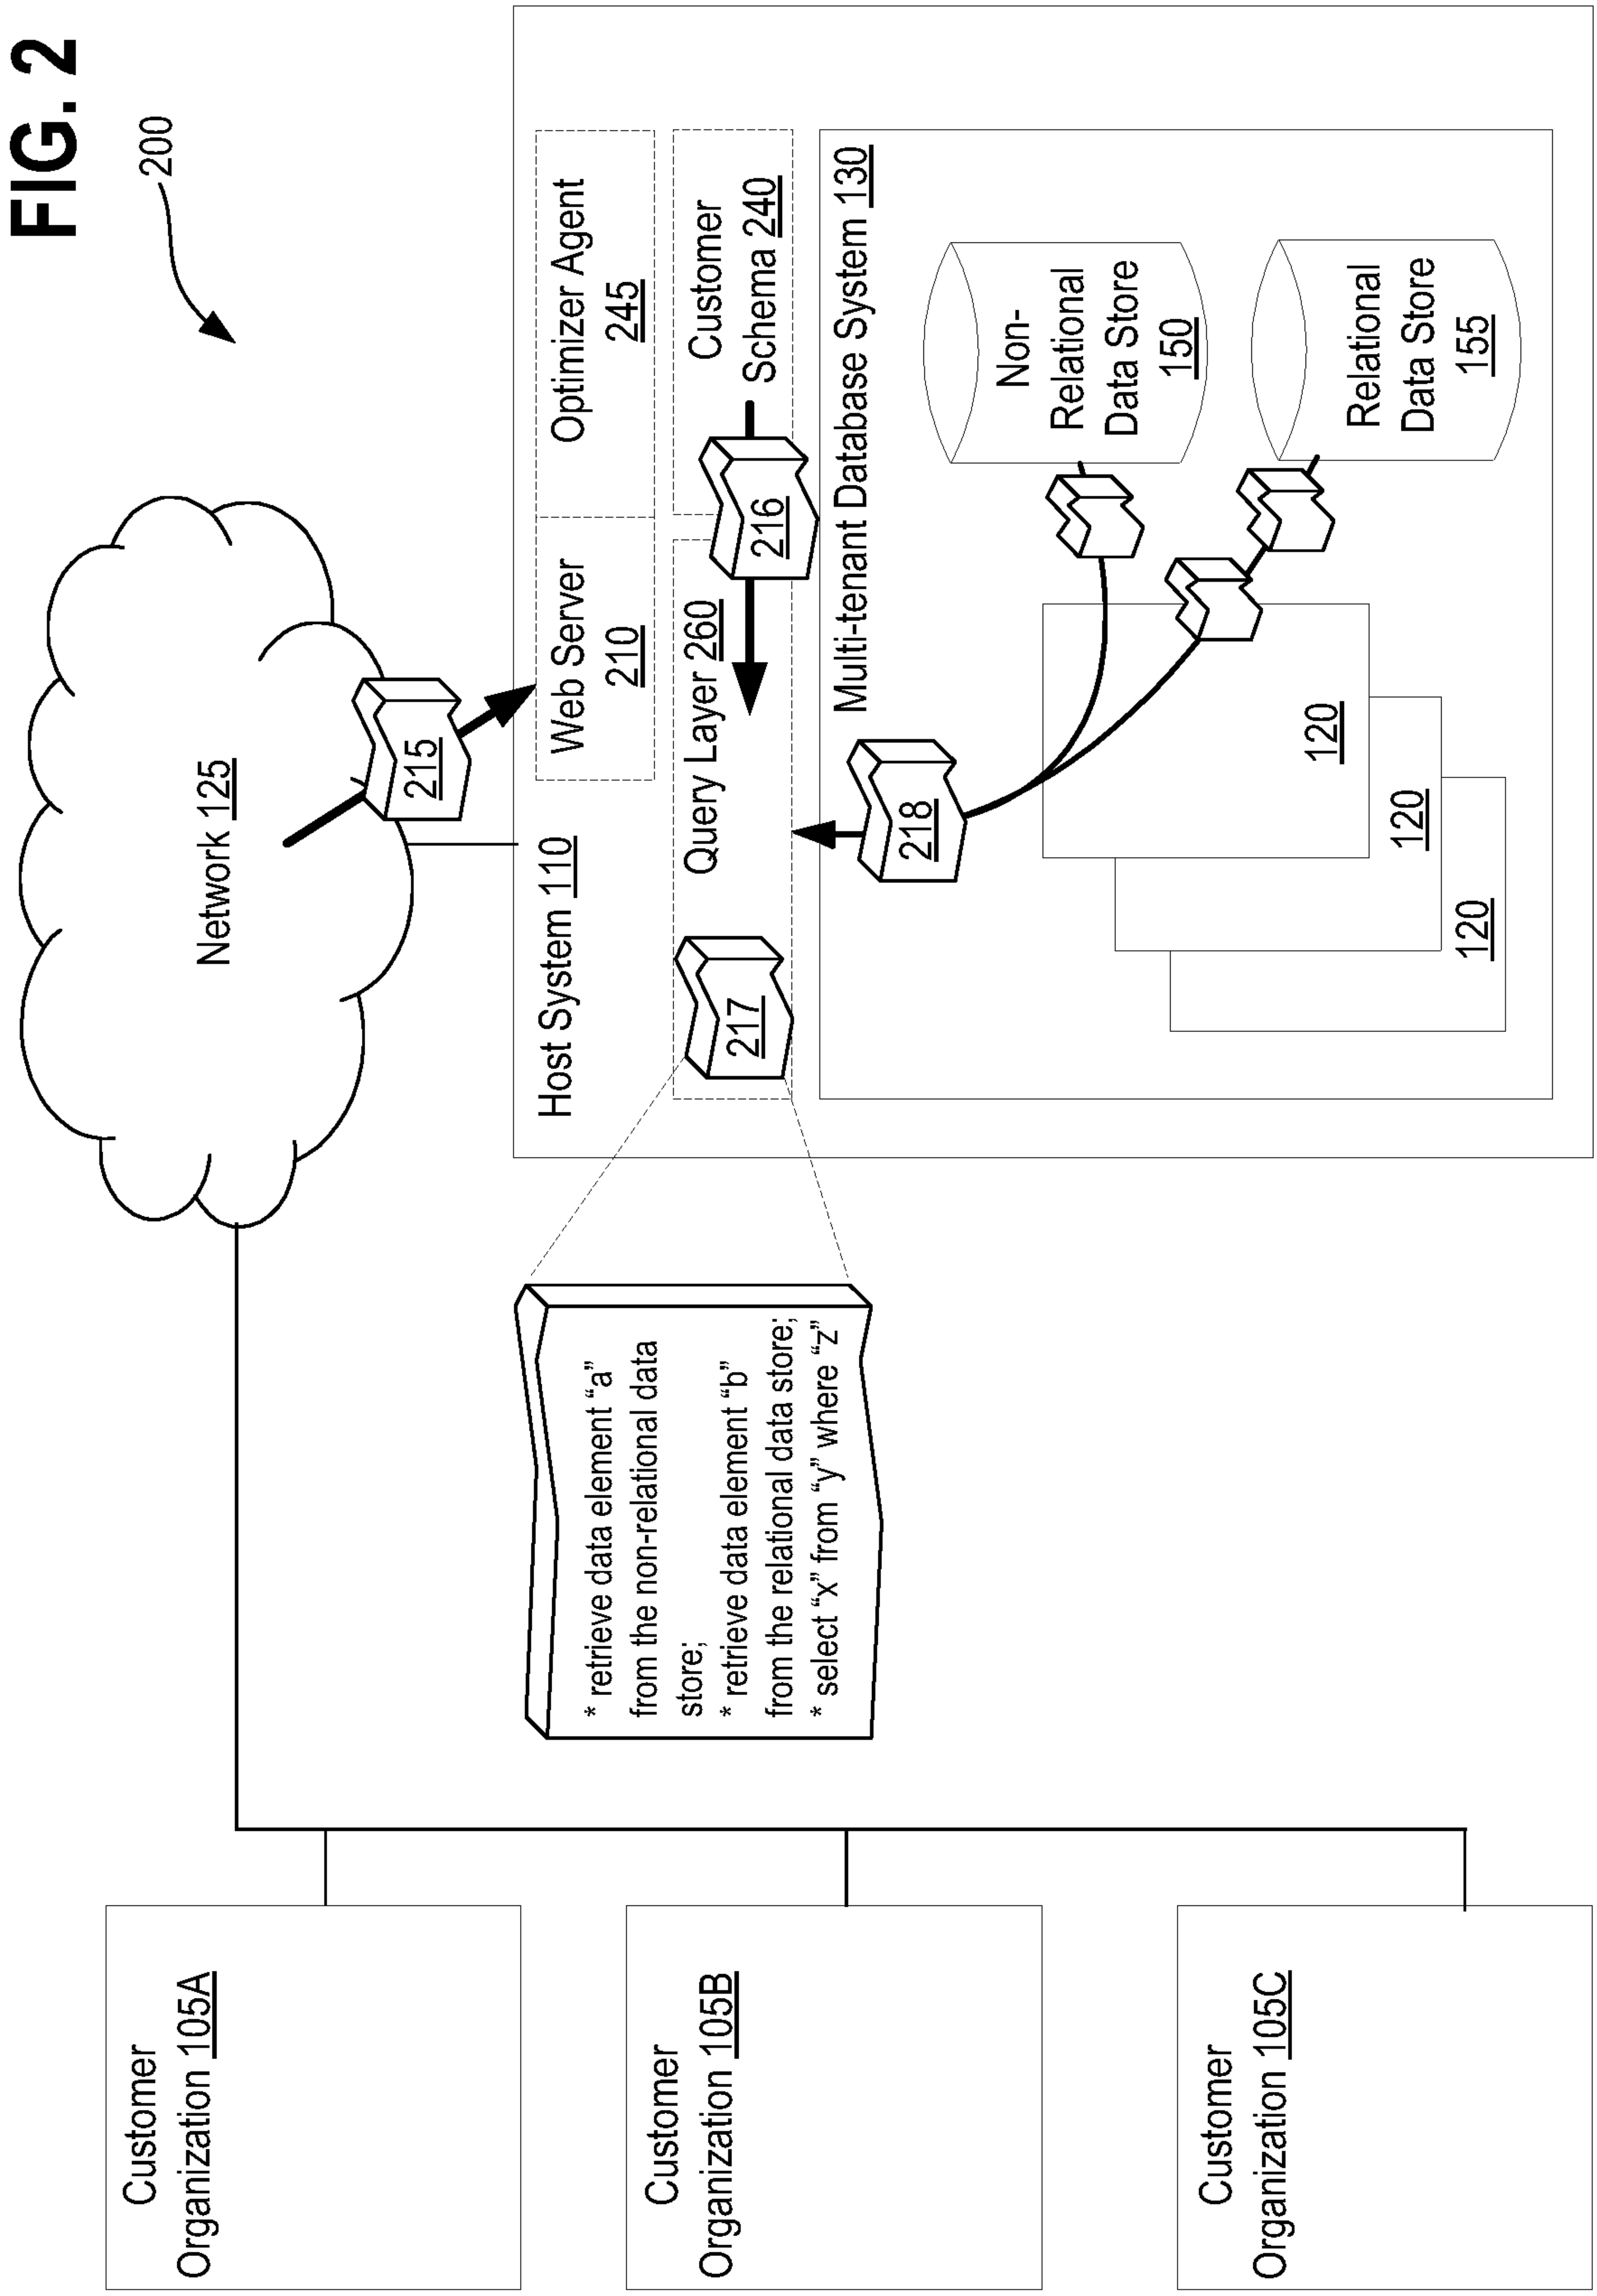 FIG. 2
200
Network 125
215
Host System 110
Web Server
210
Optimizer Agent
245
Query Layer 260
217
216
Customer
Schema 240
218
Multi-tenant Database System 130
Non-
Relational
Data Store
150
Relational
Data Store
155
120
120
120
* retrieve data element “a”
from the non-relational data
store;
* retrieve data element “b”
from the relational data store;
* select “x” from “y” where “z”
Customer
Organization 105A
Customer
Organization 105B
Customer
Organization 105C